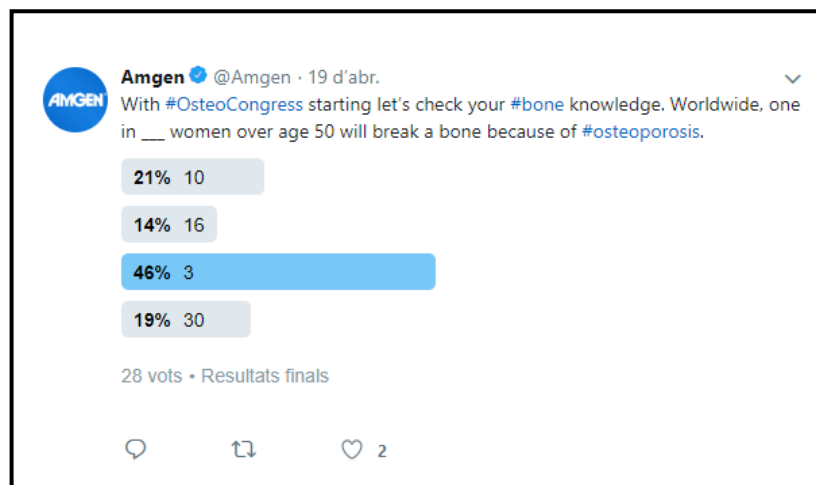 Amgen @Amgen · 19 d'abr.
AMGEN
With #OsteoCongress starting let's check your #bone knowledge. Worldwide, one
in ___ women over age 50 will break a bone because of #osteoporosis.
21% 10
14% 16
46% 3
19% 30
28 vots • Resultats finals
2